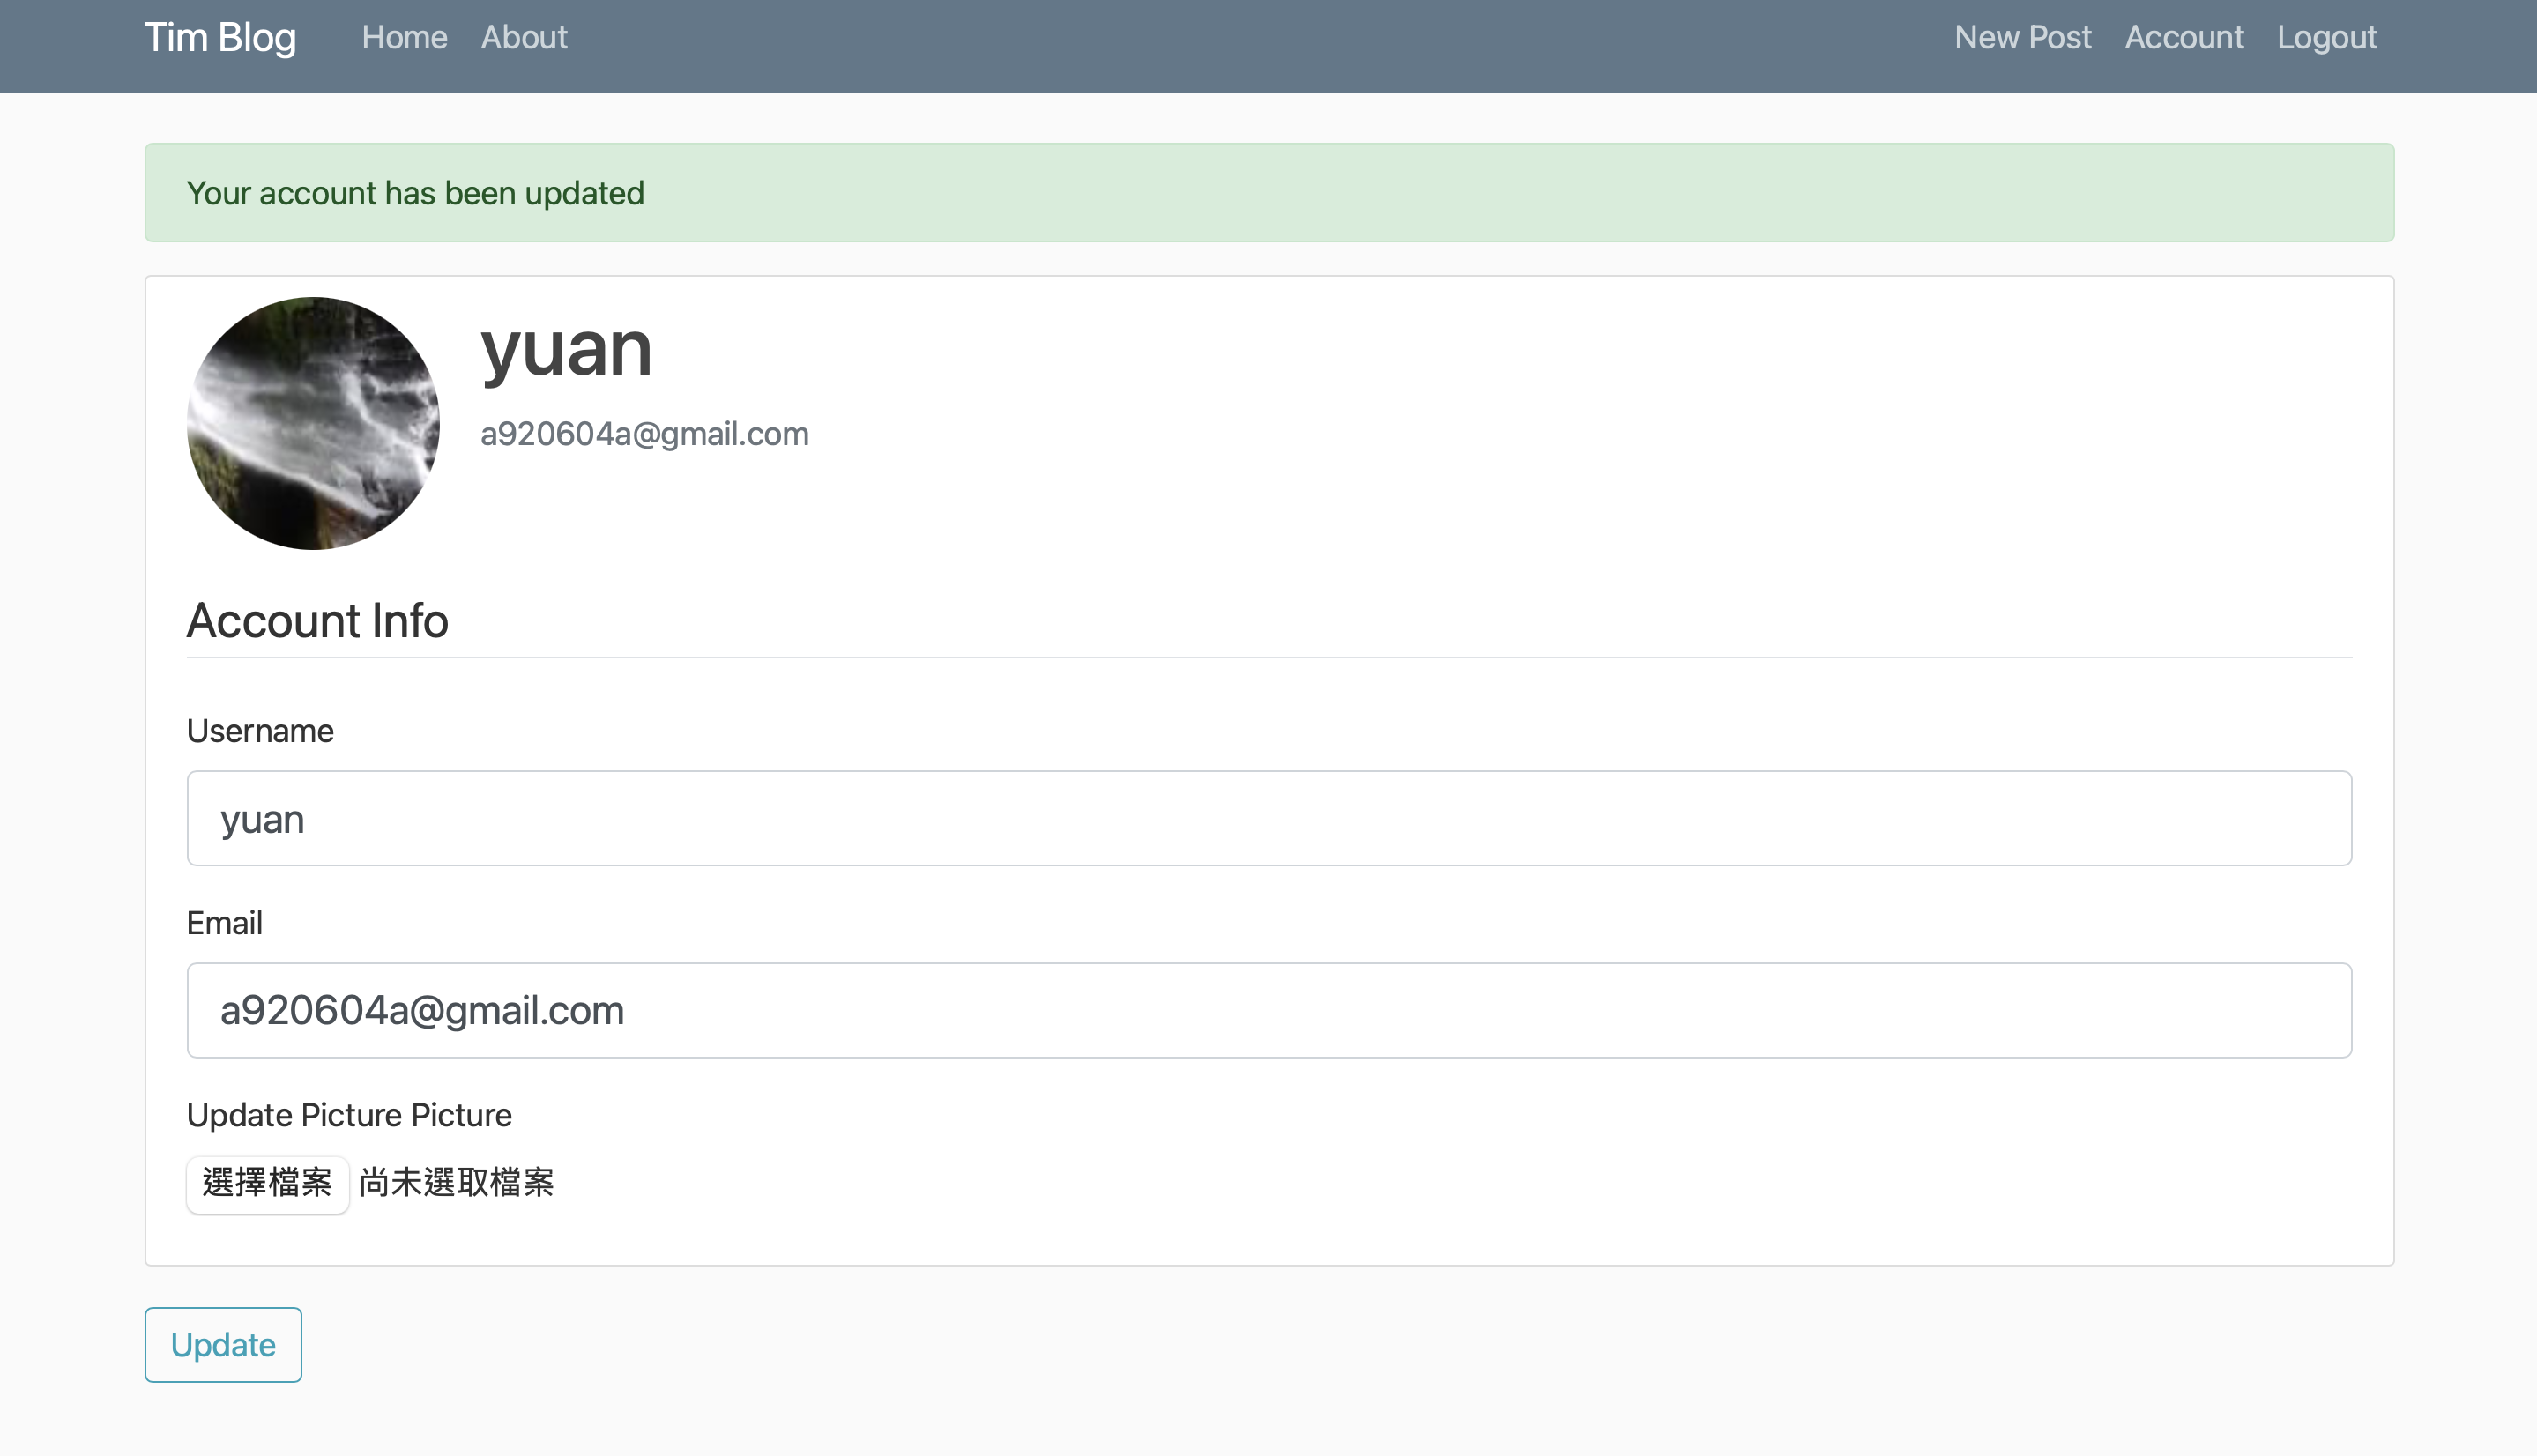 Tim Blog Home About New Post Account Logout
Your account has been updated
yuan
a920604a@gmail.com
Account Info
Username
yuan
Email
a920604a@gmail.com
Update Picture Picture
選擇檔案 尚未選取檔案
Update